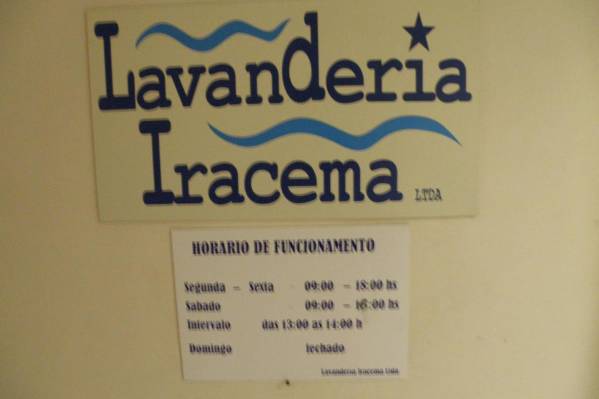 Lavanderia
Iracema LTDA
HORARIO DE FUNCIONAMENTO
Segunda - Sexta 09:00 - 18:00 hs
Sabado 09:00 - 16:00 hs
Intervalo das 13:00 as 14:00 h
Domingo fechado
Lavanderia Iracema Ltda